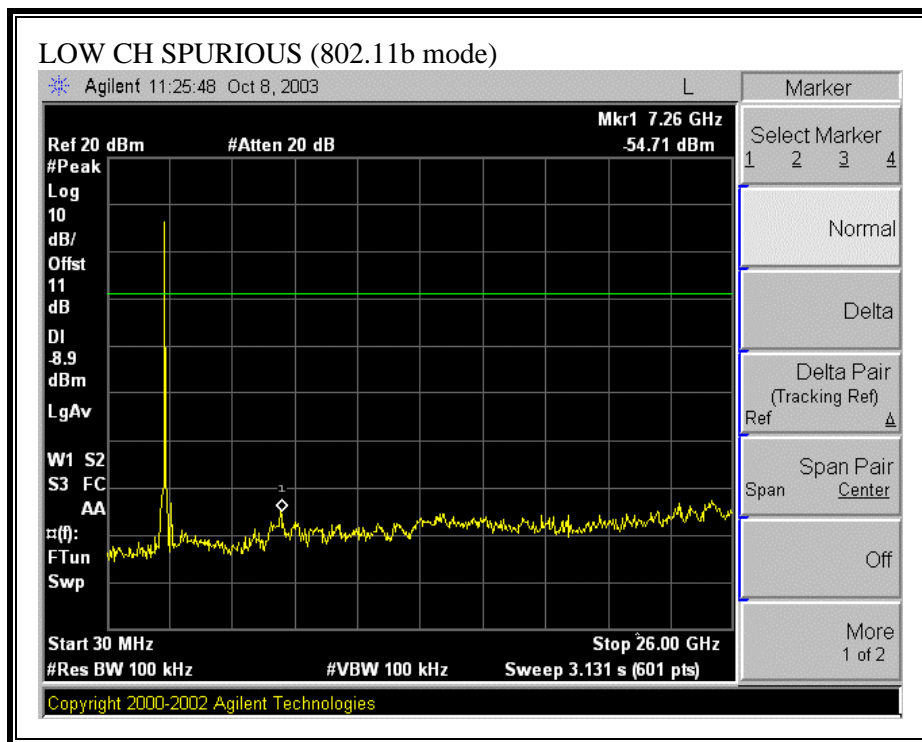 LOW CH SPURIOUS (802.11b mode)
Agilent 11:25:48 Oct 8, 2003 L
Mkr1 7.26 GHz
Ref 20 dBm #Atten 20 dB -54.71 dBm
#Peak
Log
10
dB/
Offst
11
dB
DI
-8.9
dBm
LgAv
W1 S2
S3 FC
AA
¤(f):
FTun
Swp
1
Start 30 MHz Stop 26.00 GHz
#Res BW 100 kHz #VBW 100 kHz Sweep 3.131 s (601 pts)
Copyright 2000-2002 Agilent Technologies
Marker
Select Marker
1 2 3 4
Normal
Delta
Delta Pair
(Tracking Ref)
Ref Δ
Span Pair
Span Center
Off
More
1 of 2